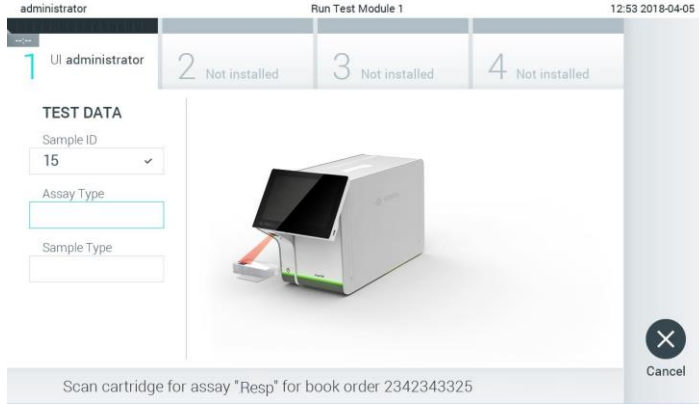 administrator Run Test Module 1 12:53 2018-04-05
--:--
1 UI administrator 2 Not installed 3 Not installed 4 Not installed
TEST DATA
Sample ID
15
Assay Type
Sample Type
Cancel
Scan cartridge for assay "Resp" for book order 2342343325